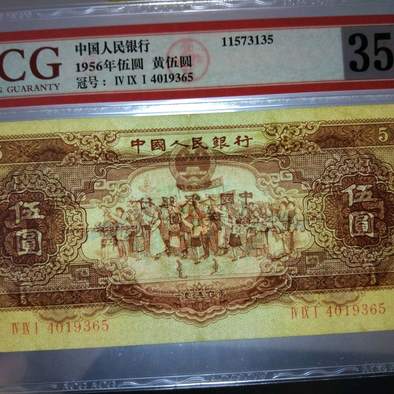 CG
GUARANTY
中国人民银行
11573135
1956年伍圆 黄伍圆
冠号： IV IX I 4019365
35
5
中國人民銀行
伍圓
伍圓
IV IX I 4019365
IV IX I 4019365